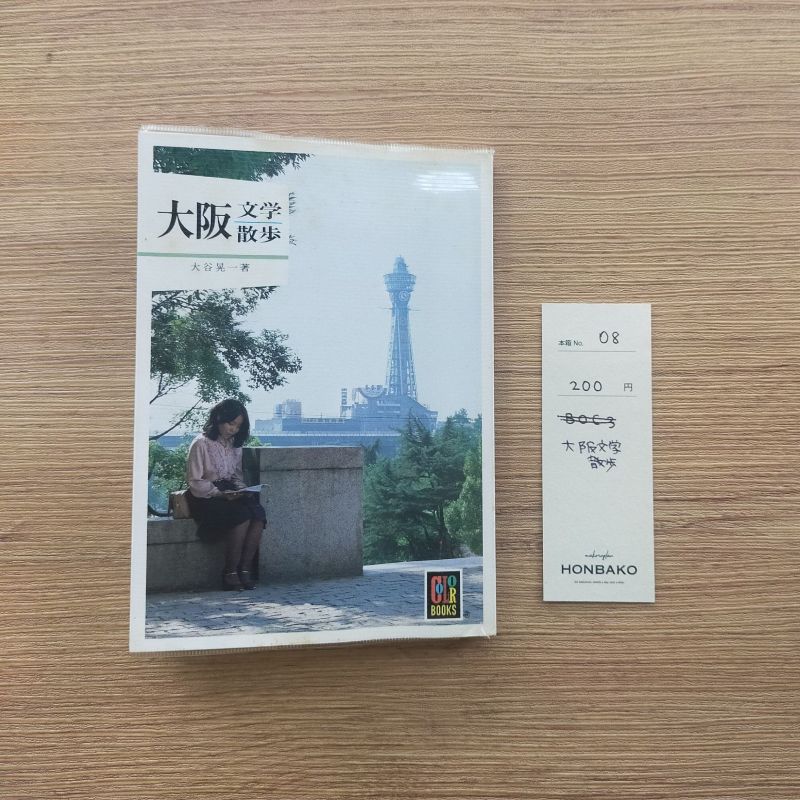 大阪 文学
散歩
大谷晃一著
COLOR
BOOKS
本箱 No. 08
200 円
大阪文学
散歩
HONBAKO